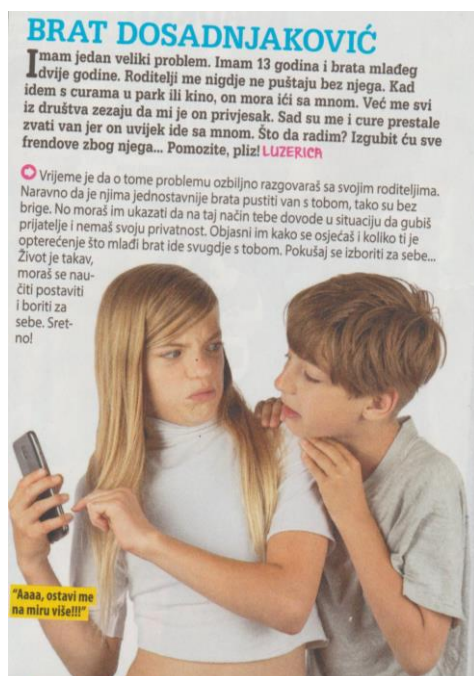 BRAT DOSADNJAKOVIĆ
Imam jedan veliki problem. Imam 13 godina i brata mlađeg
dvije godine. Roditelji me nigdje ne puštaju bez njega. Kad
idem s curama u park ili kino, on mora ići sa mnom. Već me svi
iz društva zezaju da mi je on privjesak. Sad su me i cure prestale
zvati van jer on uvijek ide sa mnom. Što da radim? Izgubit ću sve
frendove zbog njega... Pomozite, pliz! LUZERICA
Vrijeme je da o tome problemu ozbiljno razgovaraš sa svojim roditeljima.
Naravno da je njima jednostavnije brata pustiti van s tobom, tako su bez
brige. No moraš im ukazati da na taj način tebe dovode u situaciju da gubiš
prijatelje i nemaš svoju privatnost. Objasni im kako se osjećaš i koliko ti je
opterećenje što mlađi brat ide svugdje s tobom. Pokušaj se izboriti za sebe...
Život je takav,
moraš se nau-
čiti postaviti
i boriti za
sebe. Sret-
no!
"Aaaa, ostavi me
na miru više!!!"